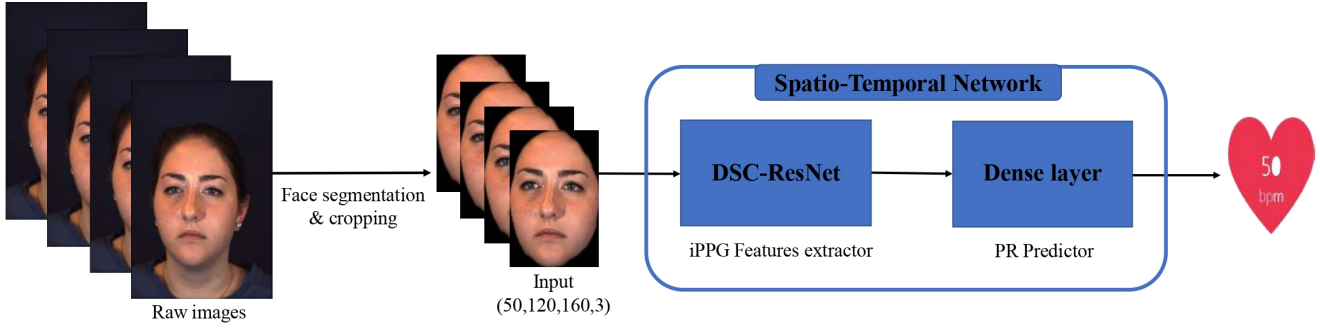 Raw images
Face segmentation
& cropping
Input
(50,120,160,3)
Spatio-Temporal Network
DSC-ResNet
iPPG Features extractor
Dense layer
PR Predictor
50
bpm